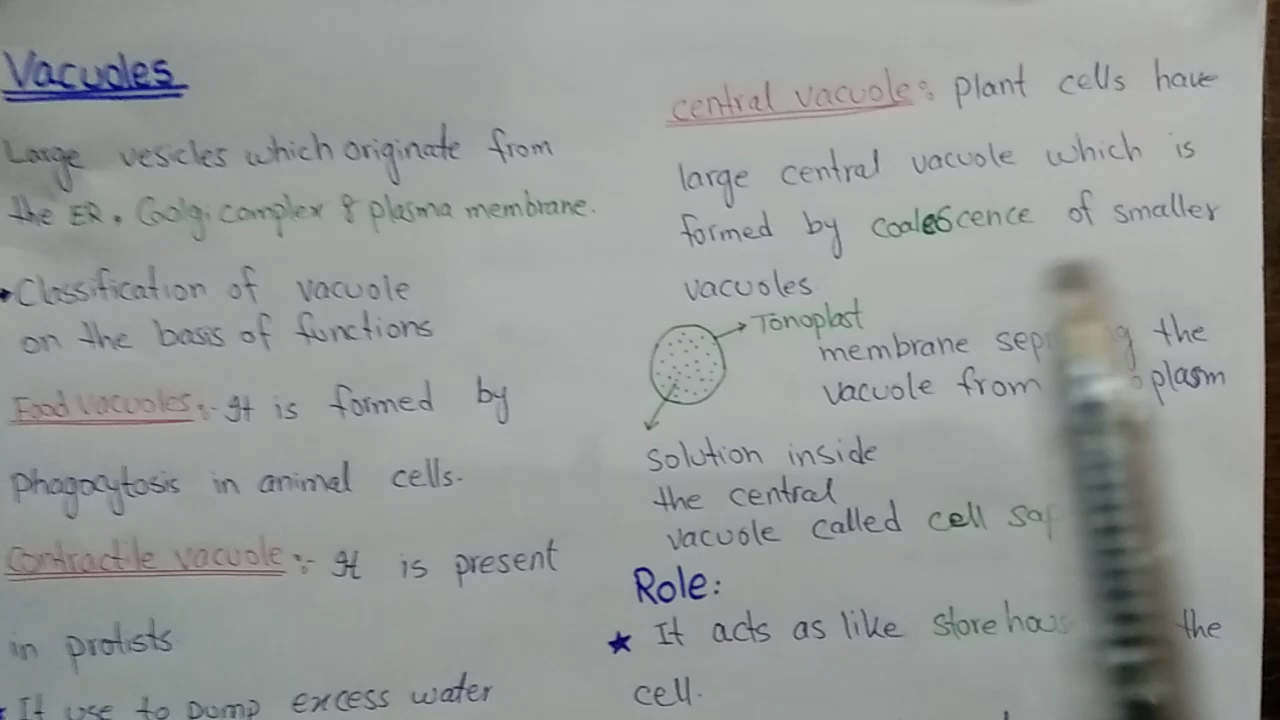 Vacuoles
Large vesicles which originate from
the ER, Golgi complex & plasma membrane.
Classification of vacuole
on the basis of functions
Food vacuoles:- It is formed by
phagocytosis in animal cells.
Contractile vacuole:- It is present
in protists
It use to pump excess water
central vacuole: plant cells have
large central vacuole which is
formed by coalescence of smaller
vacuoles
Tonoplast
membrane the
vacuole from
solution inside
the central
vacuole called cell sap
Role:
★ It acts as like the
cell.